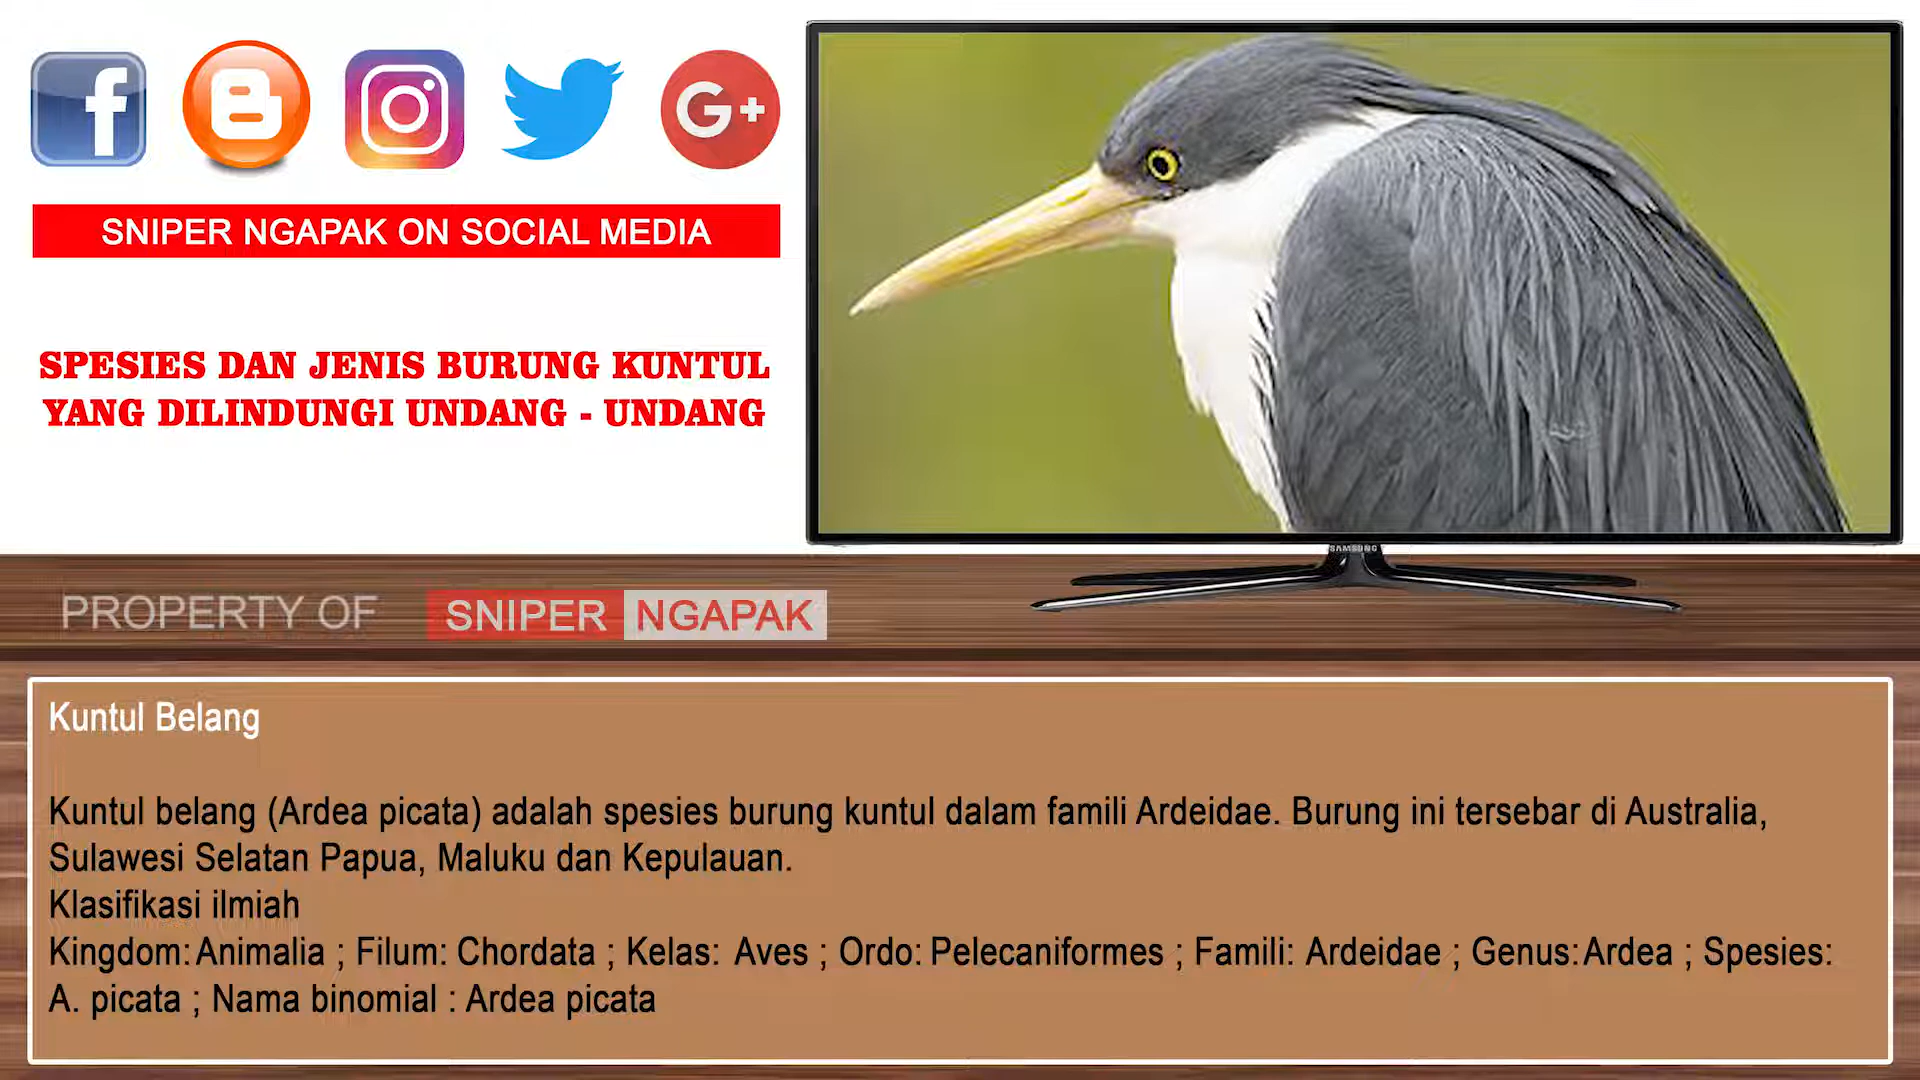 SNIPER NGAPAK ON SOCIAL MEDIA
SPESIES DAN JENIS BURUNG KUNTUL
YANG DILINDUNGI UNDANG - UNDANG
SAMSUNG
PROPERTY OF SNIPER NGAPAK
Kuntul Belang
Kuntul belang (Ardea picata) adalah spesies burung kuntul dalam famili Ardeidae. Burung ini tersebar di Australia,
Sulawesi Selatan Papua, Maluku dan Kepulauan.
Klasifikasi ilmiah
Kingdom: Animalia ; Filum: Chordata ; Kelas: Aves ; Ordo: Pelecaniformes ; Famili: Ardeidae ; Genus: Ardea ; Spesies:
A. picata ; Nama binomial : Ardea picata